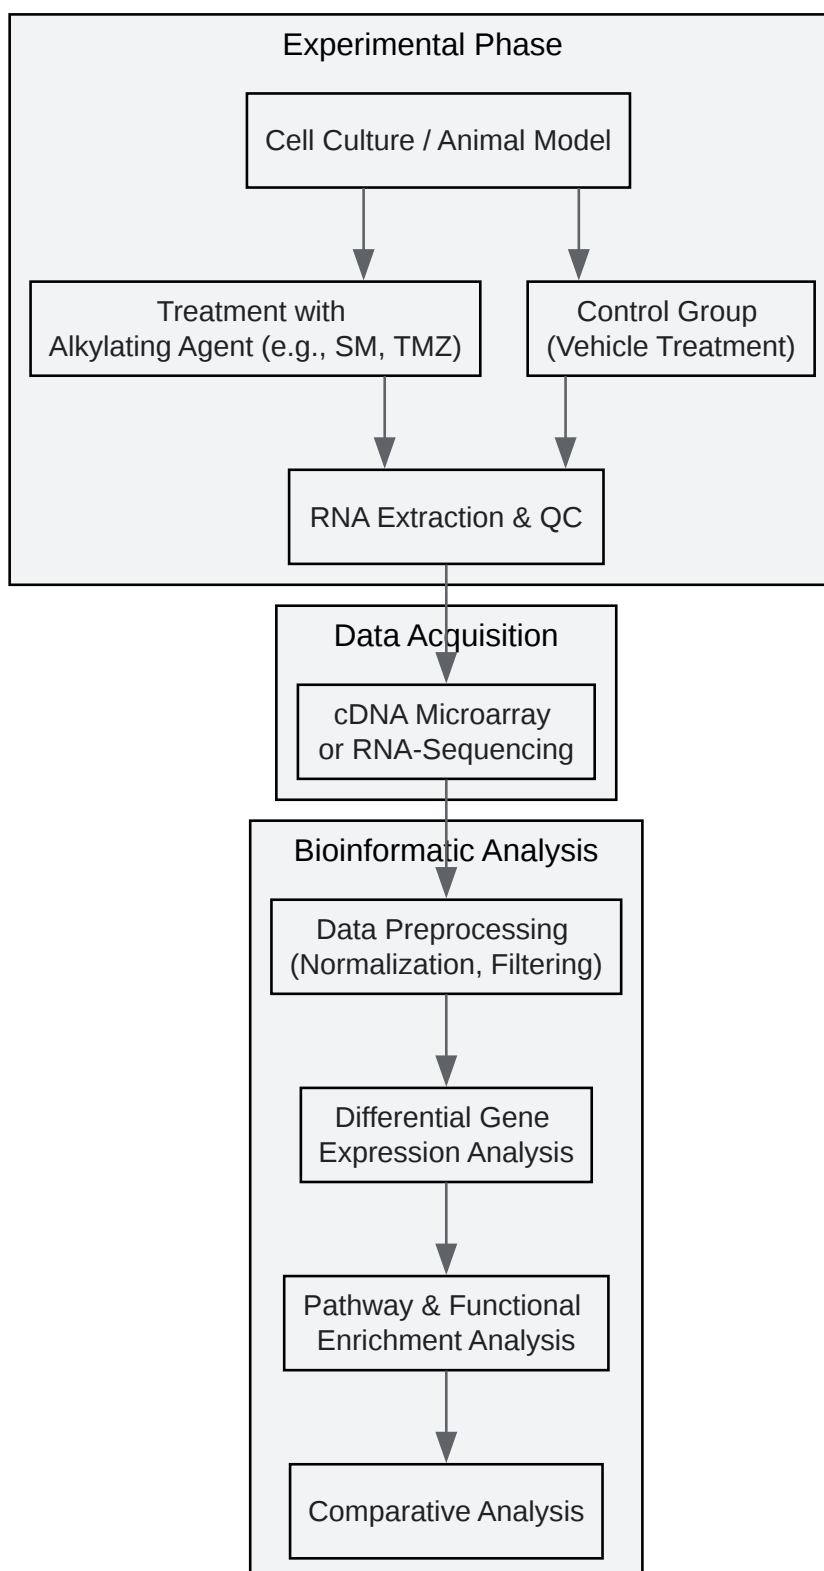 Experimental Phase
Cell Culture / Animal Model
Treatment with
Alkylating Agent (e.g., SM, TMZ)
Control Group
(Vehicle Treatment)
RNA Extraction & QC
Data Acquisition
cDNA Microarray
or RNA-Sequencing
Bioinformatic Analysis
Data Preprocessing
(Normalization, Filtering)
Differential Gene
Expression Analysis
Pathway & Functional
Enrichment Analysis
Comparative Analysis